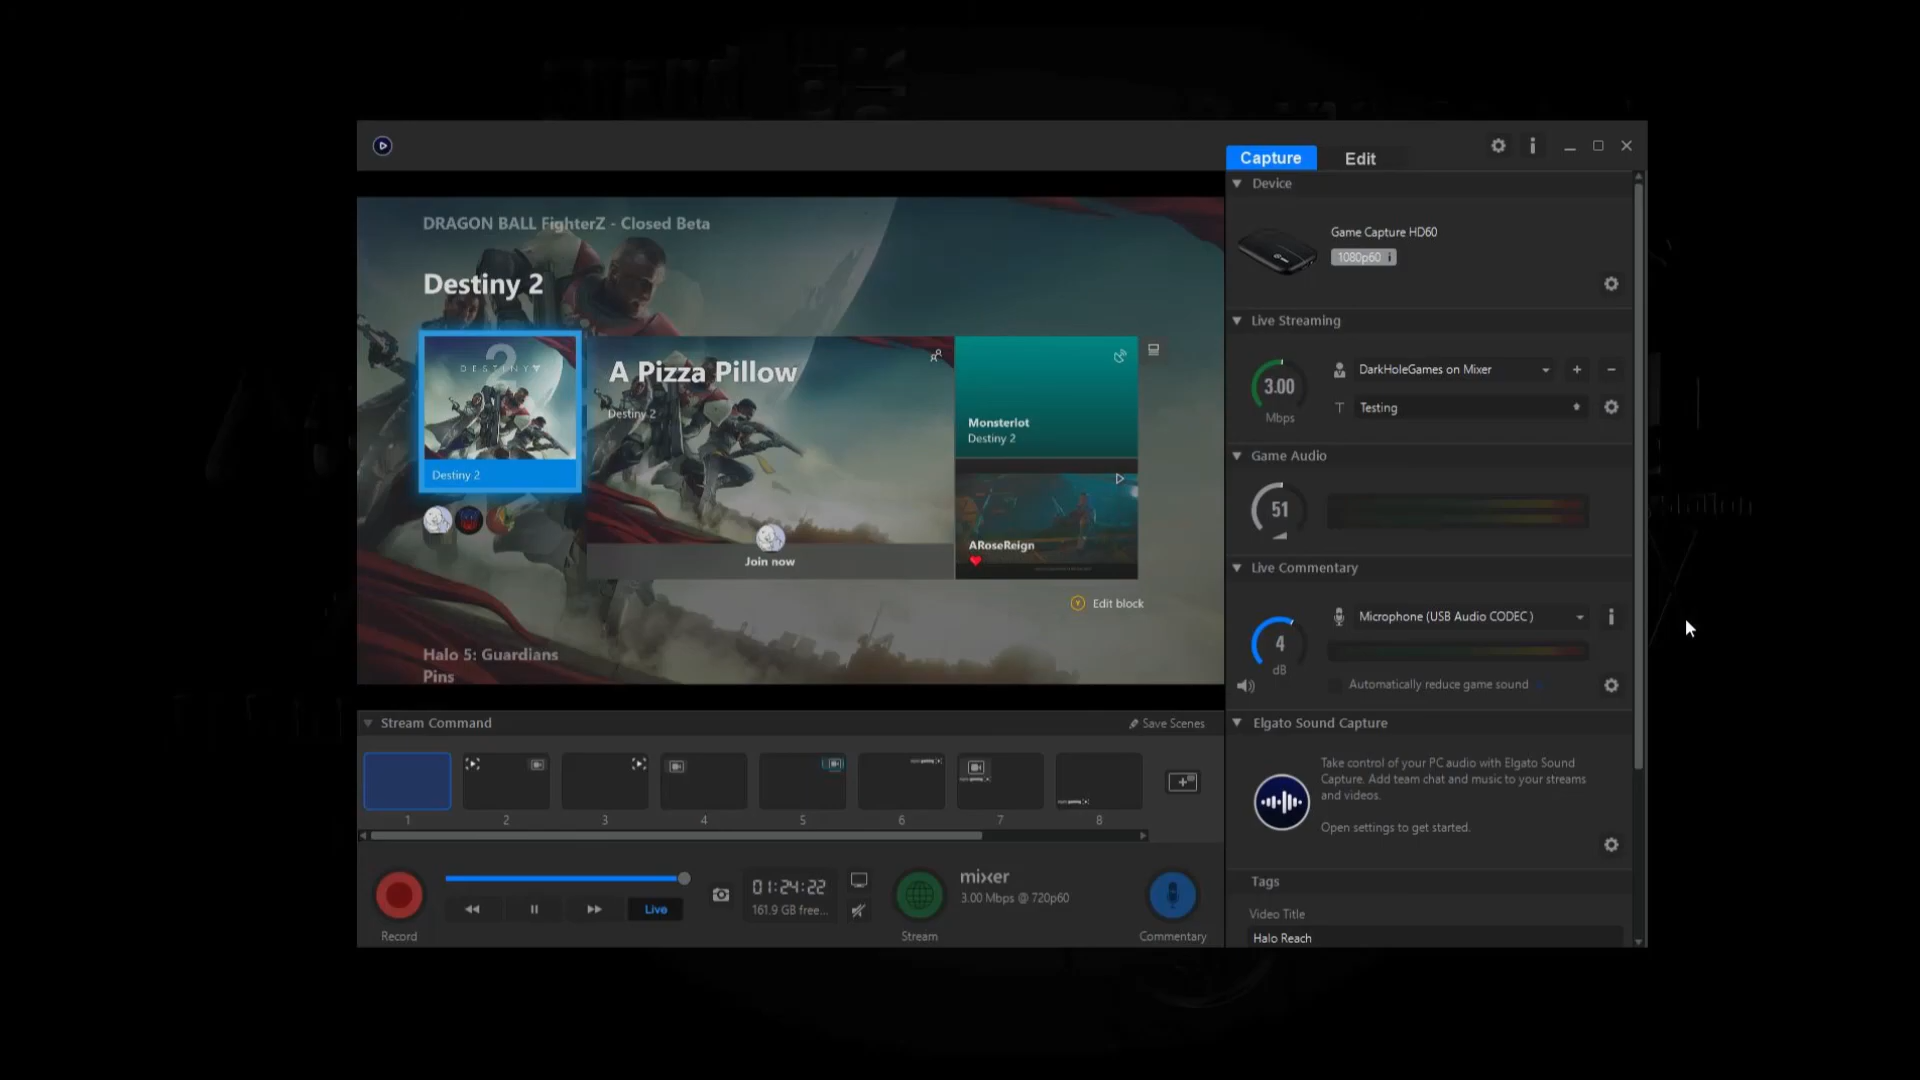 Capture
Edit
Device
DRAGON BALL FighterZ - Closed Beta
Game Capture HD60
1080p60 i
Destiny 2
Live Streaming
A Pizza Pillow
DarkHoleGames on Mixer
3.00
Mbps
Testing
2
DESTINY
Destiny 2
Monsterlot
Destiny 2
Destiny 2
Game Audio
51
ARoseReign
Join now
Live Commentary
Edit block
Microphone (USB Audio CODEC )
4
dB
Halo 5: Guardians
Pins
Automatically reduce game sound
Stream Command
Save Scenes
Elgato Sound Capture
Take control of your PC audio with Elgato Sound
Capture. Add team chat and music to your streams
and videos.
Open settings to get started.
1
2
3
4
5
6
7
8
01:24:22
161.9 GB free...
mixer
3.00 Mbps @ 720p60
Live
Record
Stream
Commentary
Tags
Video Title
Halo Reach